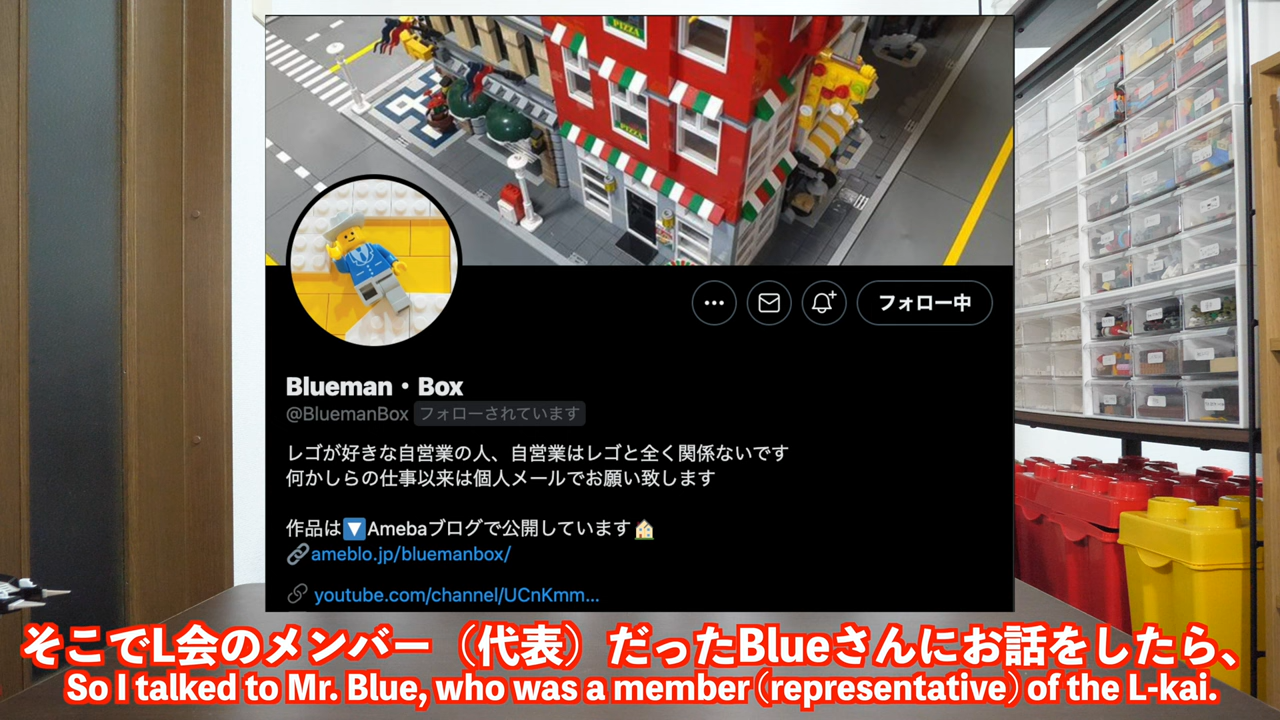 PIZZA
PIZZA
フォロー中
Blueman・Box
@BluemanBox フォローされています
レゴが好きな自営業の人、自営業はレゴと全く関係ないです
何かしらの仕事以来は個人メールでお願い致します
作品は🔽Amebaブログで公開しています🏠
🔗ameblo.jp/bluemanbox/
youtube.com/channel/UCnKmm...
そこでL会のメンバー（代表）だったBlueさんにお話をしたら、
So I talked to Mr. Blue, who was a member（representative）of the L-kai.